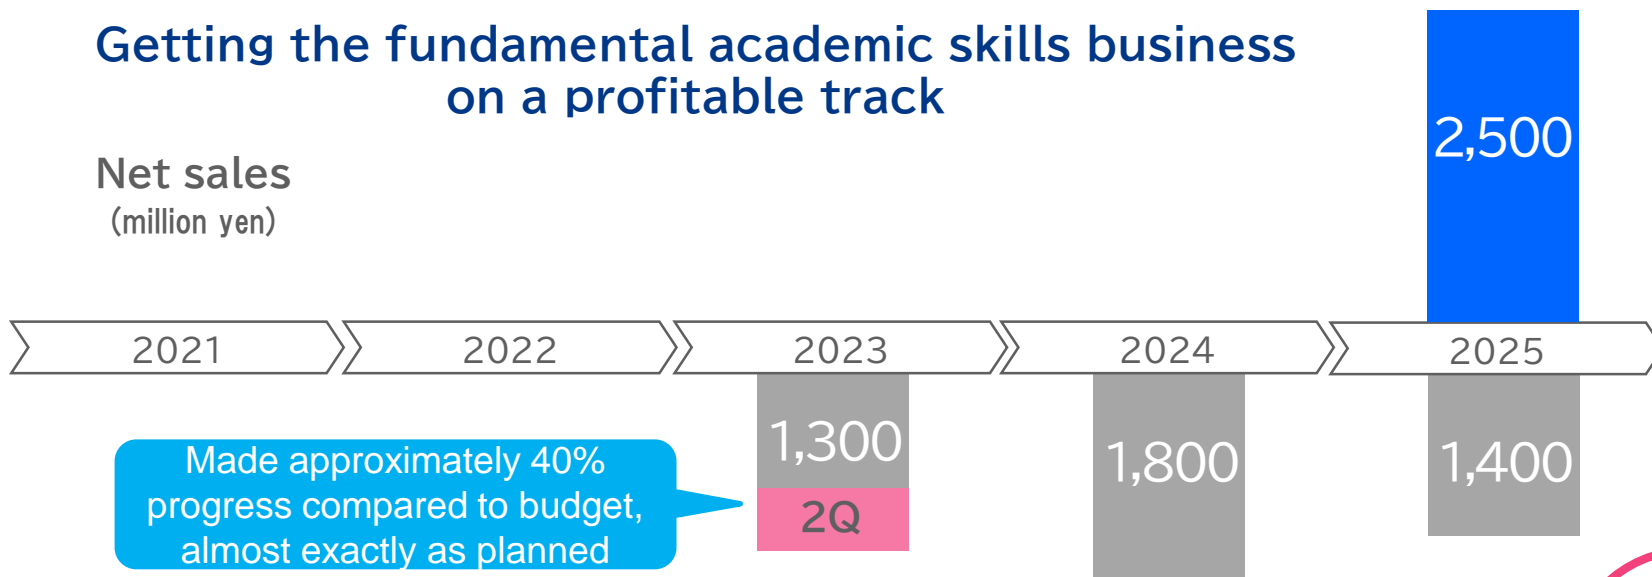 Getting the fundamental academic skills business
on a profitable track
Net sales
(million yen)
2,500
2021
2022
2023
2024
2025
1,300
1,800
1,400
2Q
Made approximately 40%
progress compared to budget,
almost exactly as planned